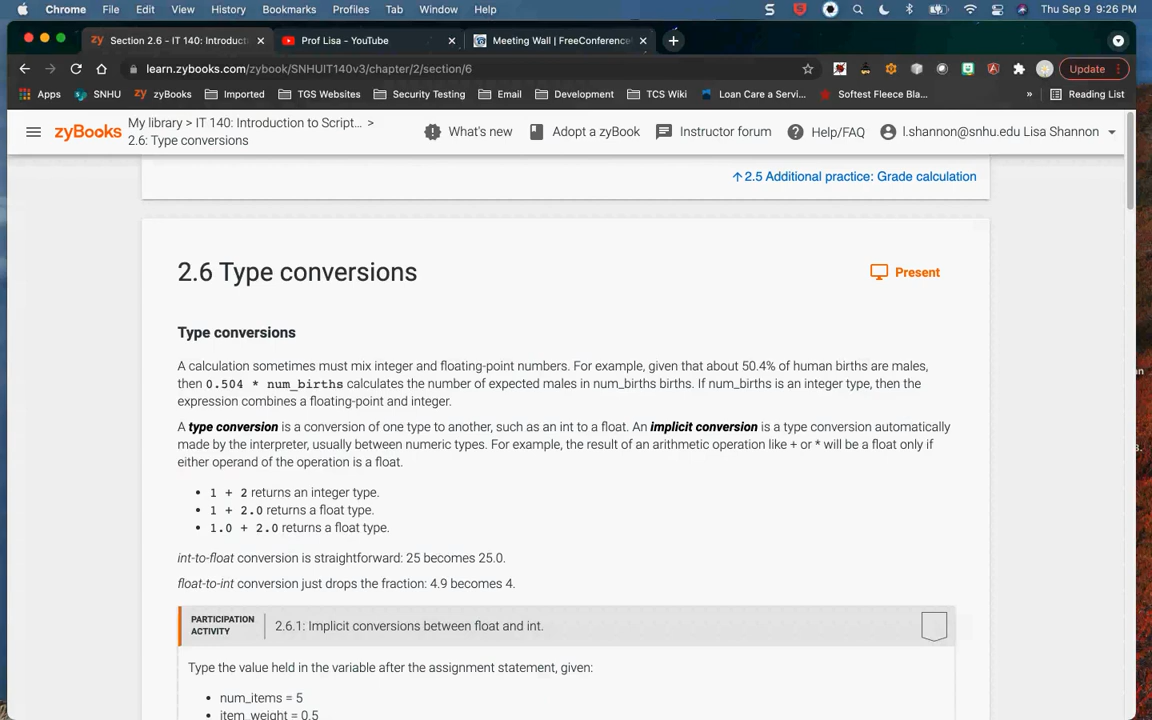 Chrome File Edit View History Bookmarks Profiles Tab Window Help Thu Sep 9 9:26 PM
zy Section 2.6 - IT 140: Introducti Prof Lisa - YouTube Meeting Wall | FreeConference
learn.zybooks.com/zybook/SNHUIT140v3/chapter/2/section/6 Update
Apps SNHU zy zyBooks Imported TGS Websites Security Testing Email Development TCS Wiki Loan Care a Servi... Softest Fleece Bla... » Reading List
zyBooks My library > IT 140: Introduction to Script... > What's new Adopt a zyBook Instructor forum Help/FAQ l.shannon@snhu.edu Lisa Shannon
2.6: Type conversions
↑ 2.5 Additional practice: Grade calculation
2.6 Type conversions Present
Type conversions
A calculation sometimes must mix integer and floating-point numbers. For example, given that about 50.4% of human births are males,
then 0.504 * num_births calculates the number of expected males in num_births births. If num_births is an integer type, then the
expression combines a floating-point and integer.
A type conversion is a conversion of one type to another, such as an int to a float. An implicit conversion is a type conversion automatically
made by the interpreter, usually between numeric types. For example, the result of an arithmetic operation like + or * will be a float only if
either operand of the operation is a float.
• 1 + 2 returns an integer type.
• 1 + 2.0 returns a float type.
• 1.0 + 2.0 returns a float type.
int-to-float conversion is straightforward: 25 becomes 25.0.
float-to-int conversion just drops the fraction: 4.9 becomes 4.
PARTICIPATION
ACTIVITY 2.6.1: Implicit conversions between float and int.
Type the value held in the variable after the assignment statement, given:
• num_items = 5
• item_weight = 0.5